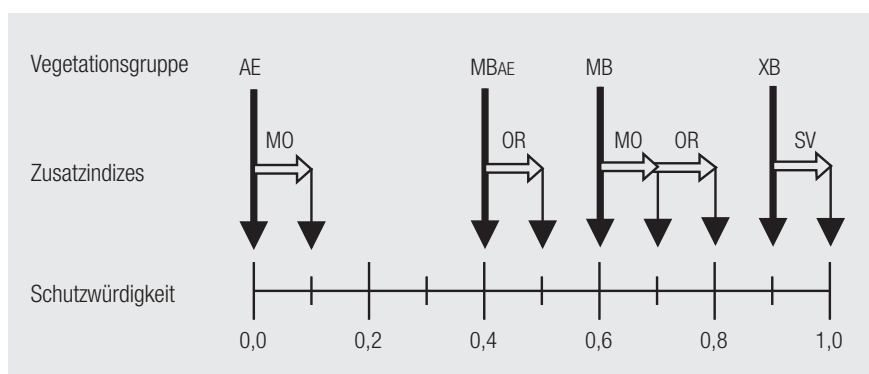 Vegetationsgruppe AE MBAE MB XB
MO OR MO OR SV
Zusatzindizes
Schutzwürdigkeit
0,0 0,2 0,4 0,6 0,8 1,0